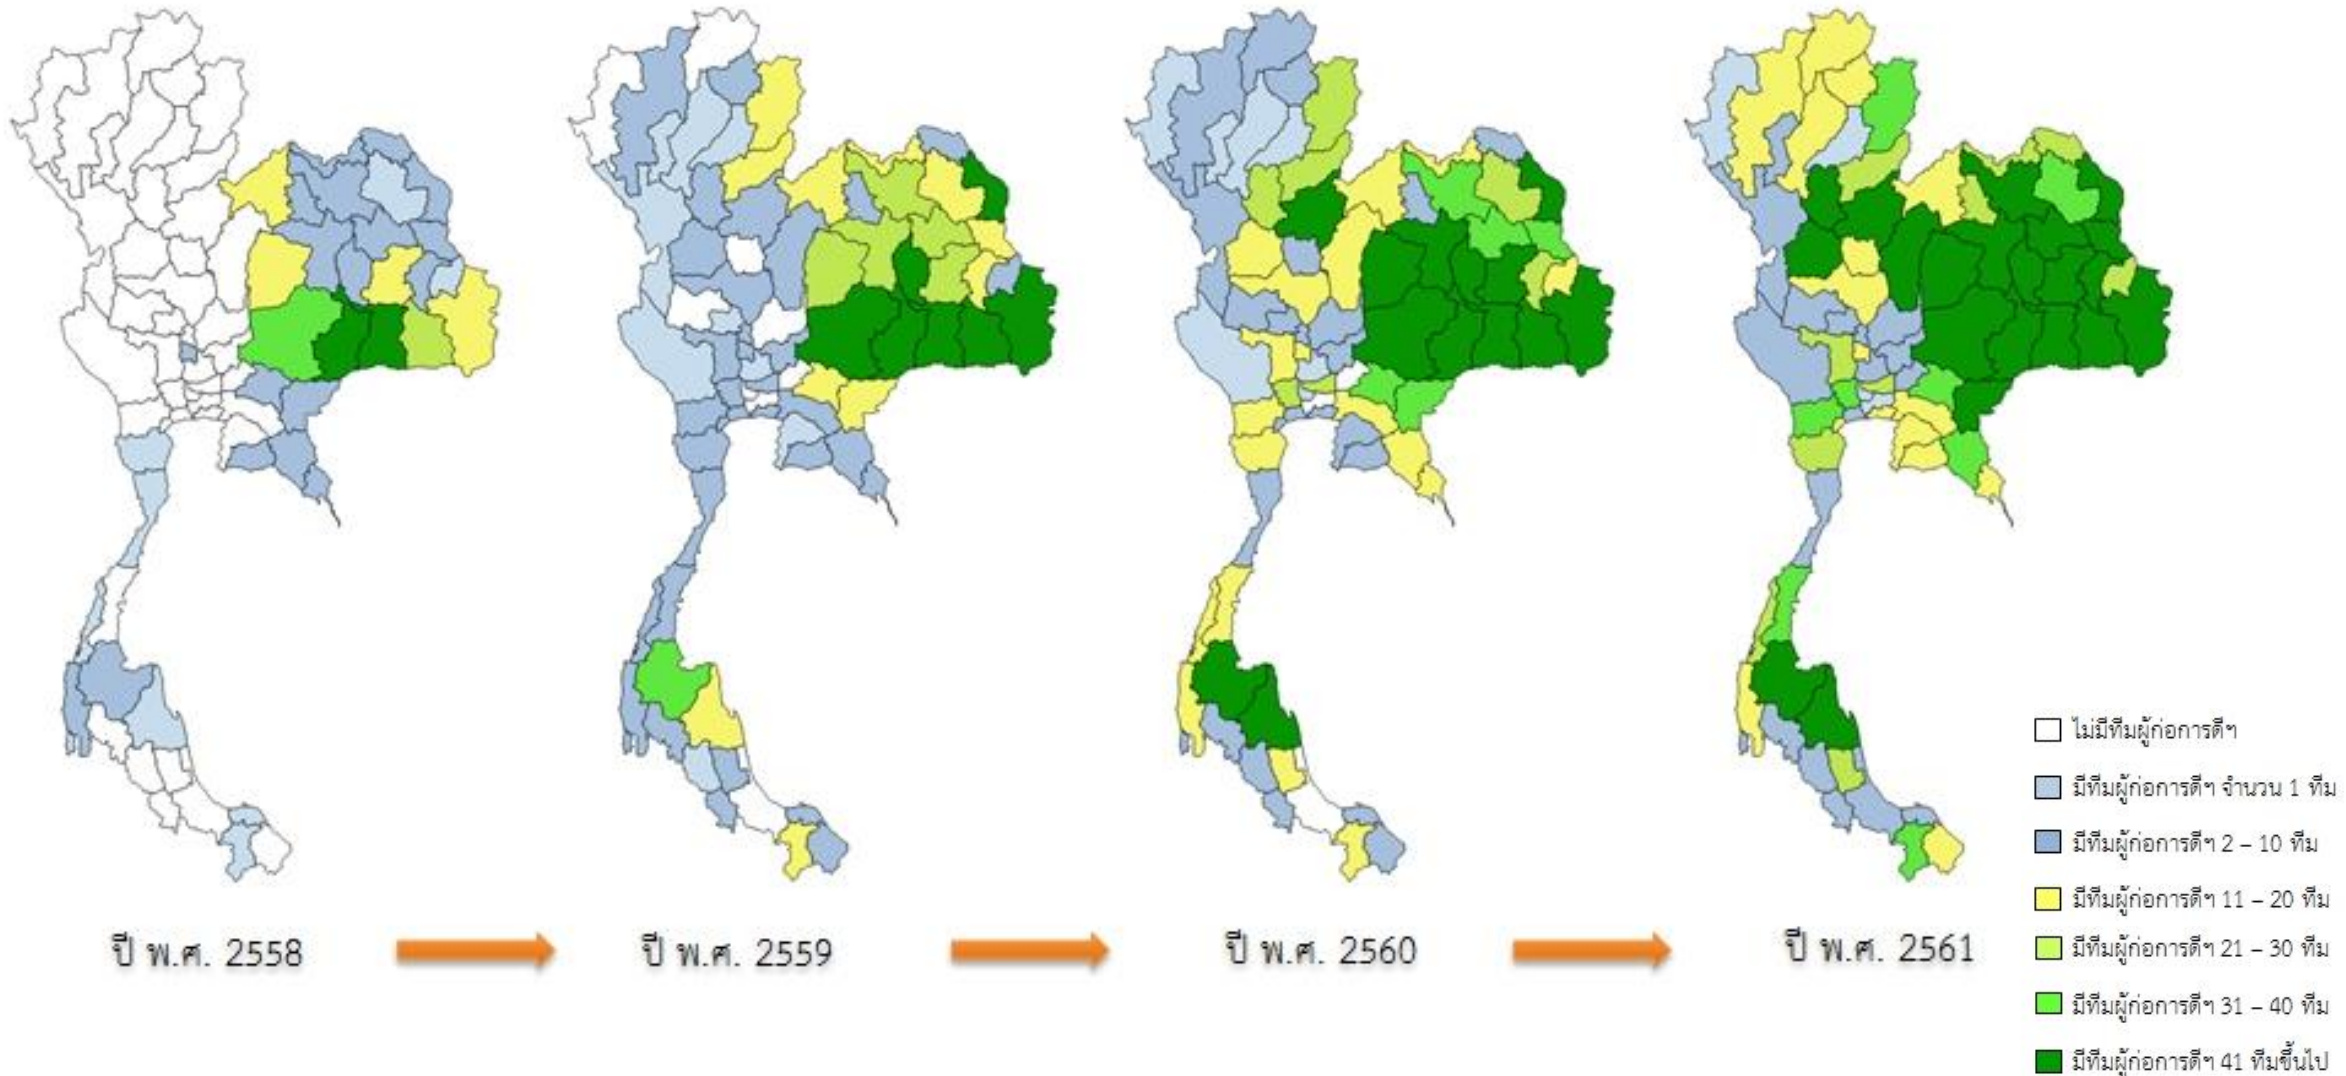 ไม่มีทีมผู้ก่อการดีฯ
มีทีมผู้ก่อการดีฯ จำนวน 1 ทีม
มีทีมผู้ก่อการดีฯ 2 – 10 ทีม
มีทีมผู้ก่อการดีฯ 11 – 20 ทีม
มีทีมผู้ก่อการดีฯ 21 – 30 ทีม
มีทีมผู้ก่อการดีฯ 31 – 40 ทีม
มีทีมผู้ก่อการดีฯ 41 ทีมขึ้นไป
ปี พ.ศ. 2558
ปี พ.ศ. 2559
ปี พ.ศ. 2560
ปี พ.ศ. 2561